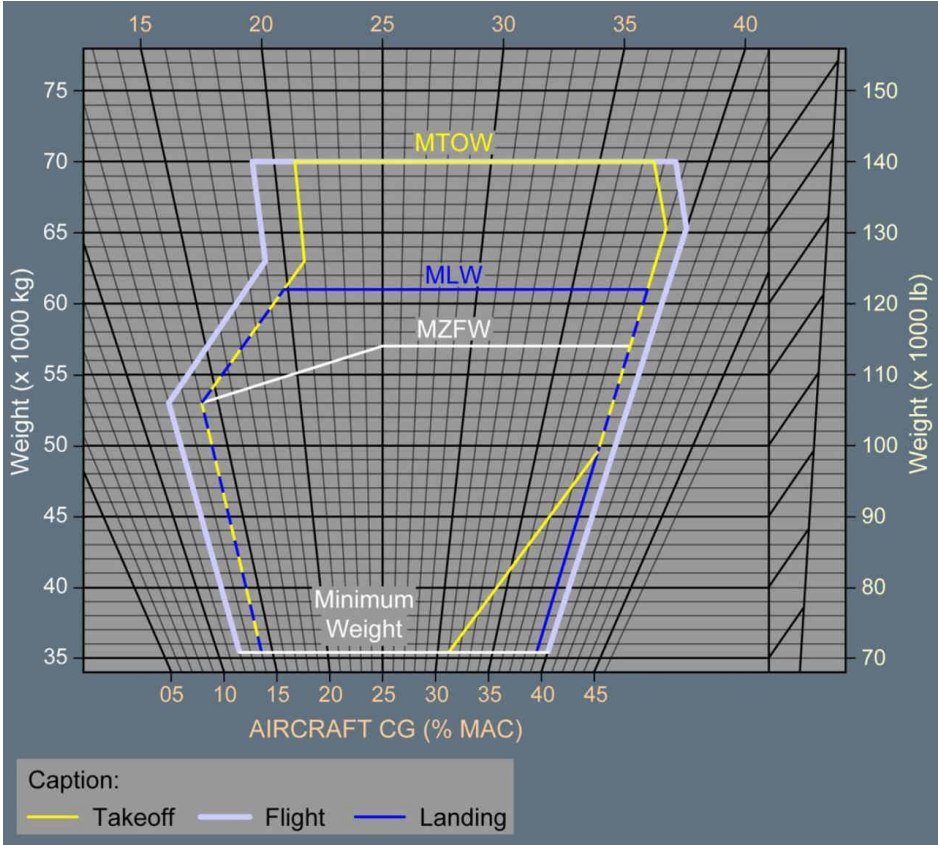 15 20 25 30 35 40
75 150
MTOW
70 140
65 130
MLW
60 120
MZFW
55 110
50 100
45 90
40 80
Minimum
Weight
35 70
Weight (x 1000 kg)
Weight (x 1000 lb)
05 10 15 20 25 30 35 40 45
AIRCRAFT CG (% MAC)
Caption:
Takeoff Flight Landing